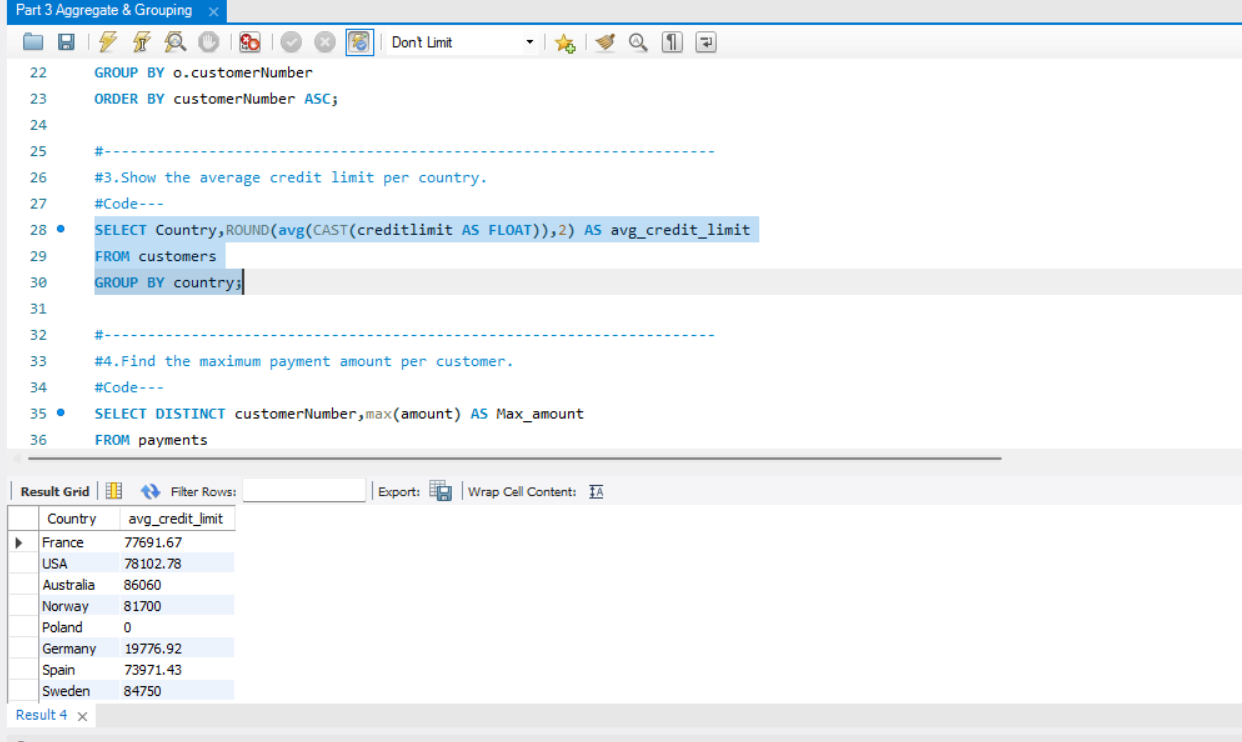 Part 3 Aggregate & Grouping
Don't Limit
22 GROUP BY o.customerNumber
23 ORDER BY customerNumber ASC;
24
25 #----------------------------------------------------------------------
26 #3.Show the average credit limit per country.
27 #Code---
28 SELECT Country,ROUND(avg(CAST(creditlimit AS FLOAT)),2) AS avg_credit_limit
29 FROM customers
30 GROUP BY country;
31
32 #----------------------------------------------------------------------
33 #4.Find the maximum payment amount per customer.
34 #Code---
35 SELECT DISTINCT customerNumber,max(amount) AS Max_amount
36 FROM payments
Result Grid Filter Rows: Export: Wrap Cell Content: IA
Country avg_credit_limit
France 77691.67
USA 78102.78
Australia 86060
Norway 81700
Poland 0
Germany 19776.92
Spain 73971.43
Sweden 84750
Result 4